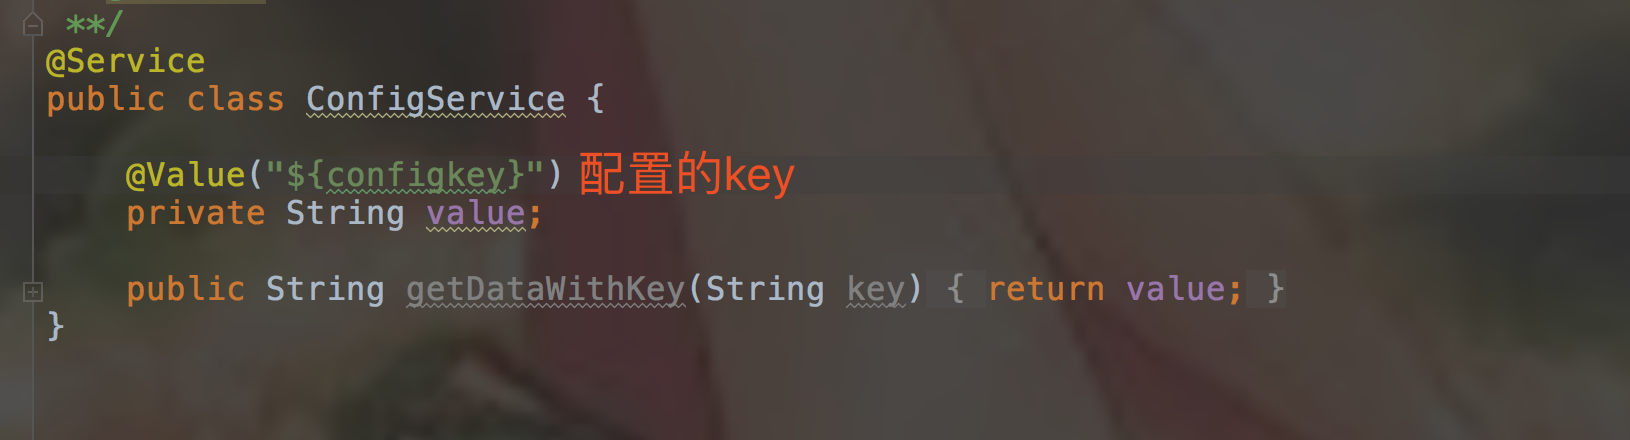 **/
@Service
public class ConfigService {
@Value("${configkey}") 配置的key
private String value;
public String getDataWithKey(String key) { return value; }
}